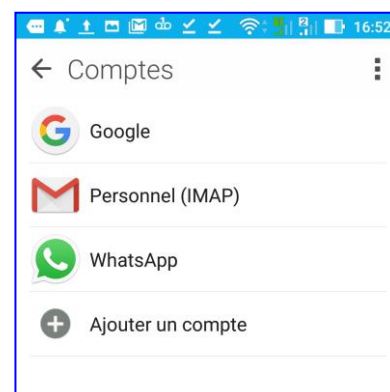 16:52
Comptes
Google
Personnel (IMAP)
WhatsApp
Ajouter un compte